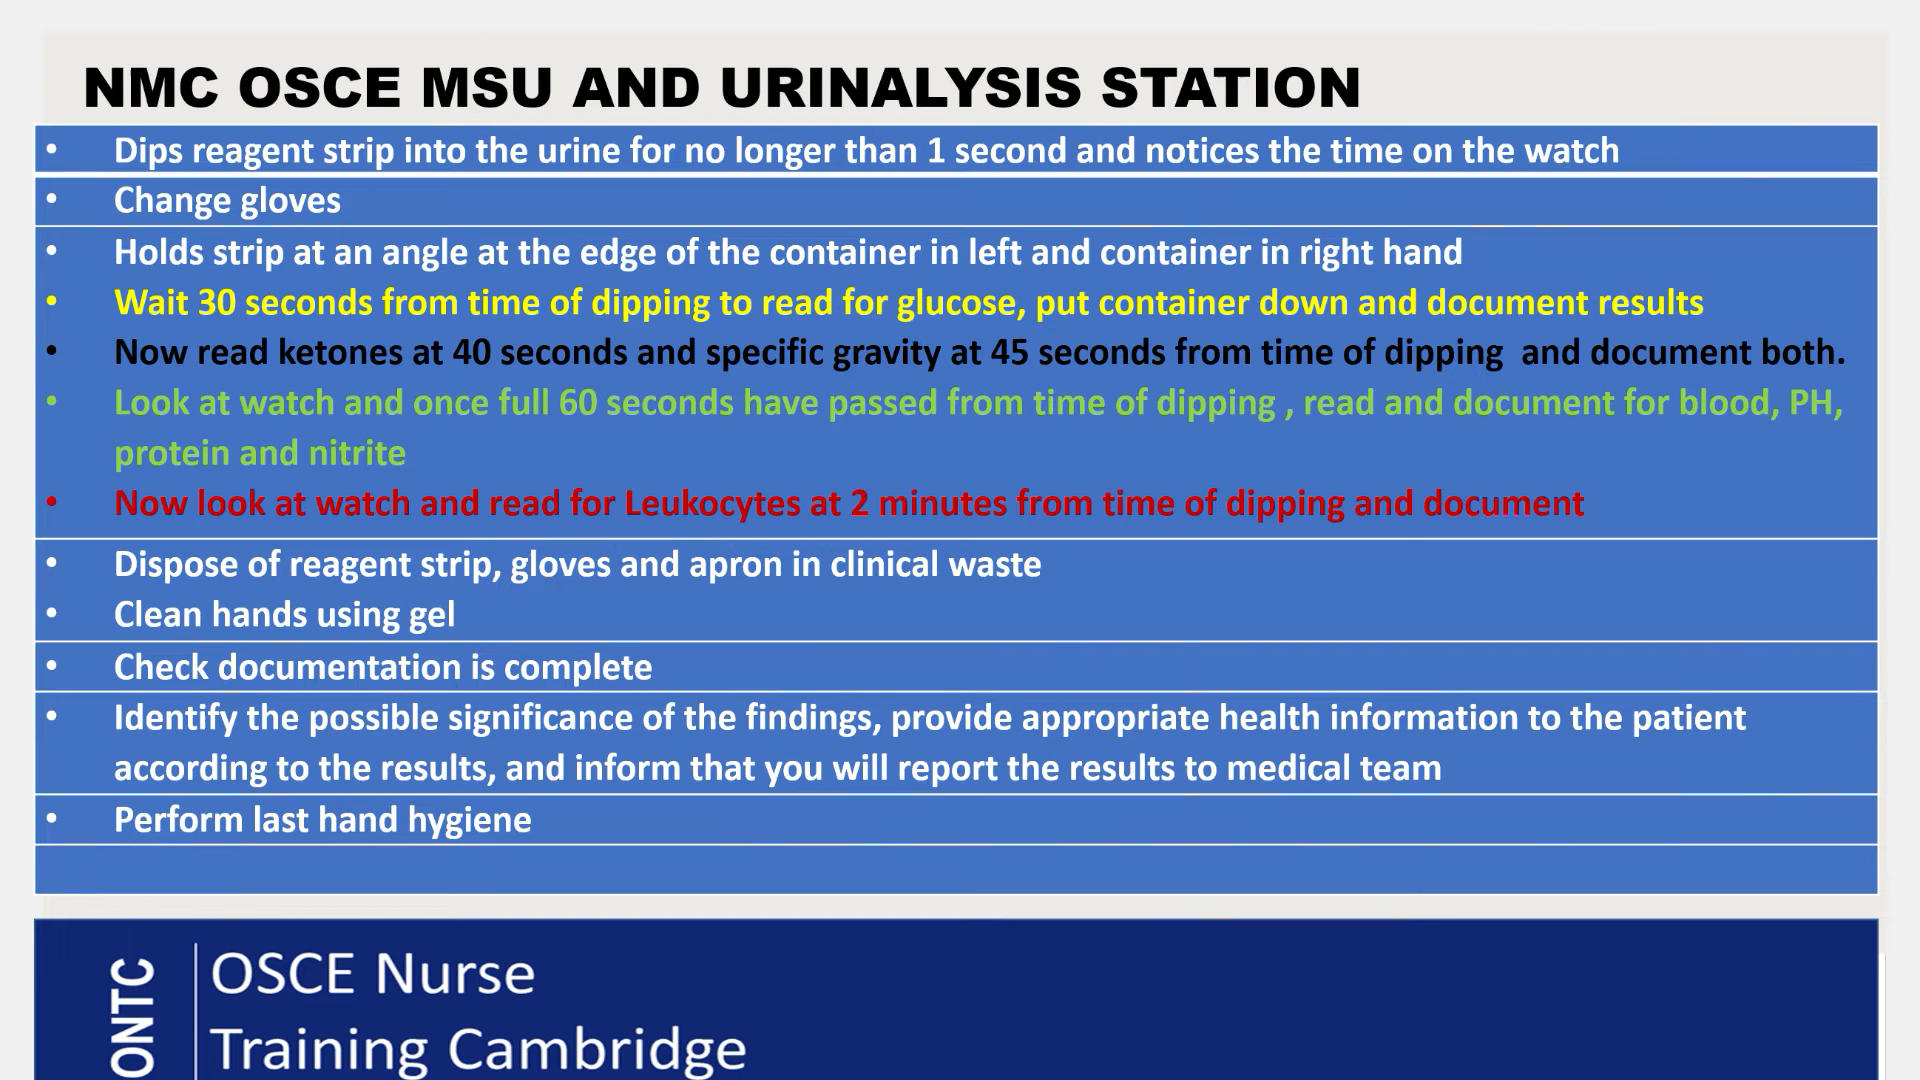 NMC OSCE MSU AND URINALYSIS STATION
• Dips reagent strip into the urine for no longer than 1 second and notices the time on the watch
• Change gloves
• Holds strip at an angle at the edge of the container in left and container in right hand
• Wait 30 seconds from time of dipping to read for glucose, put container down and document results
• Now read ketones at 40 seconds and specific gravity at 45 seconds from time of dipping  and document both.
• Look at watch and once full 60 seconds have passed from time of dipping , read and document for blood, PH,
protein and nitrite
• Now look at watch and read for Leukocytes at 2 minutes from time of dipping and document
• Dispose of reagent strip, gloves and apron in clinical waste
• Clean hands using gel
• Check documentation is complete
• Identify the possible significance of the findings, provide appropriate health information to the patient
according to the results, and inform that you will report the results to medical team
• Perform last hand hygiene
ONTC
OSCE Nurse
Training Cambridge